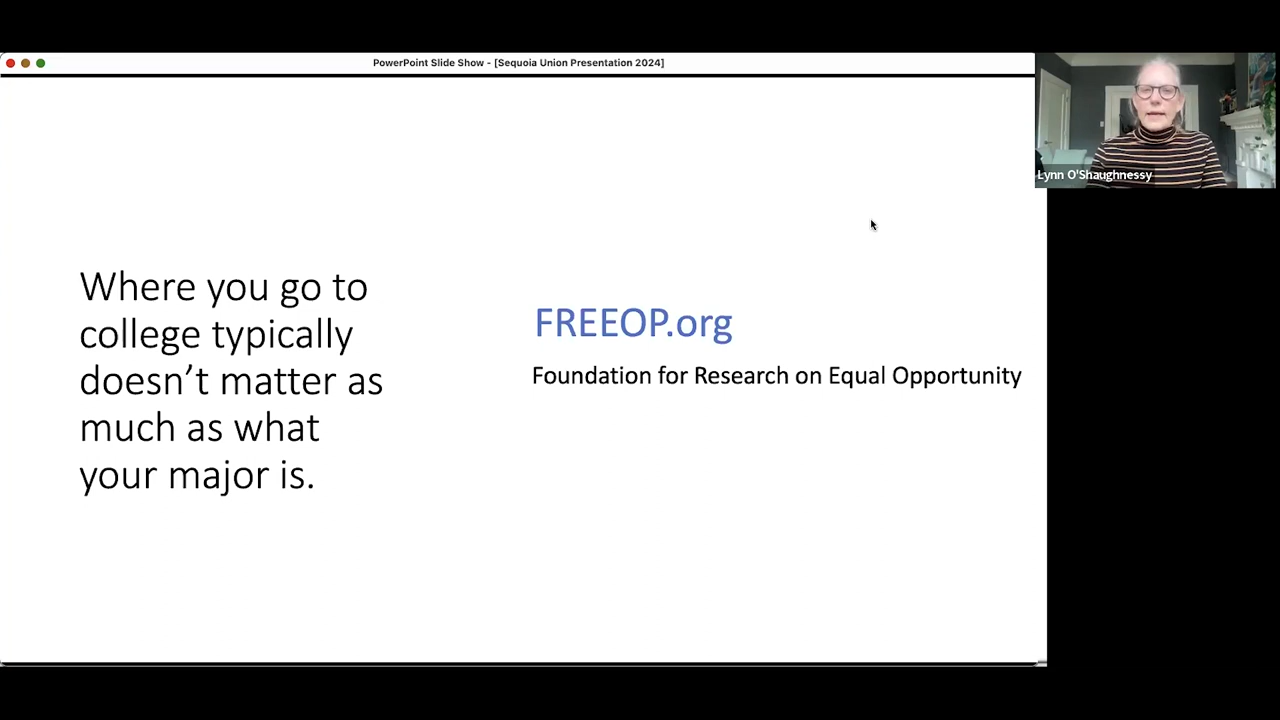 PowerPoint Slide Show - [Sequoia Union Presentation 2024]
Lynn O'Shaughnessy
Where you go to
college typically
doesn’t matter as
much as what
your major is.
FREEOP.org
Foundation for Research on Equal Opportunity